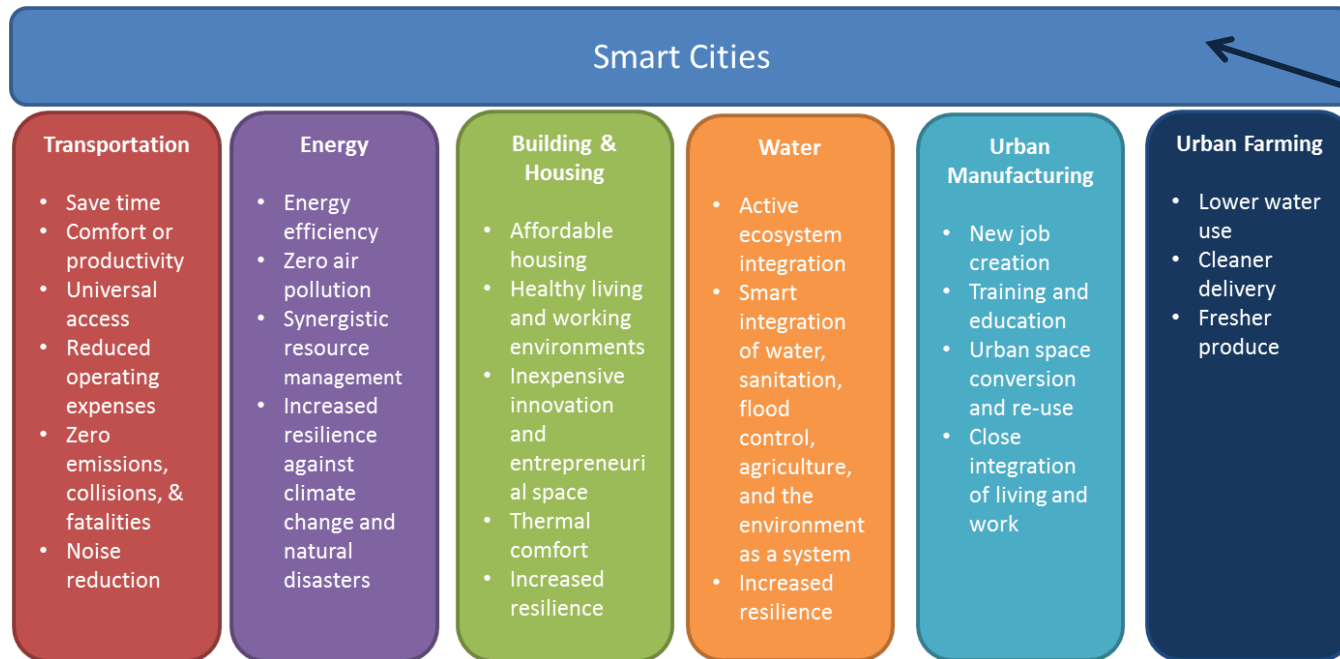 Smart Cities
Transportation
• Save time
• Comfort or
productivity
• Universal
access
• Reduced
operating
expenses
• Zero
emissions,
collisions, &
fatalities
• Noise
reduction
Energy
• Energy
efficiency
• Zero air
pollution
• Synergistic
resource
management
• Increased
resilience
against
climate
change and
natural
disasters
Building &
Housing
• Affordable
housing
• Healthy living
and working
environments
• Inexpensive
innovation
and
entrepreneuri
al space
• Thermal
comfort
• Increased
resilience
Water
• Active
ecosystem
integration
• Smart
integration
of water,
sanitation,
flood
control,
agriculture,
and the
environment
as a system
• Increased
resilience
Urban
Manufacturing
• New job
creation
• Training and
education
• Urban space
conversion
and re-use
• Close
integration
of living and
work
Urban Farming
• Lower water
use
• Cleaner
delivery
• Fresher
produce